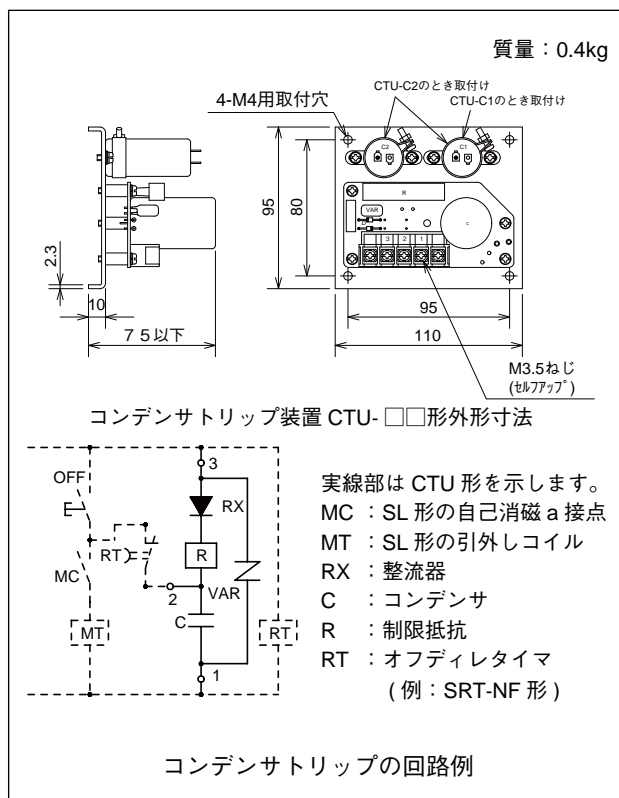 質量：0.4kg
4-M4用取付穴
CTU-C2のとき取付け
CTU-C1のとき取付け
C2
C1
R
VAR
C
3 2 1
95
80
2.3
10
７５以下
95
110
M3.5ねじ
(ｾﾙﾌｱｯﾌﾟ)
コンデンサトリップ装置 CTU- □□形外形寸法
OFF
3
RX
RT
R
MC
2
VAR
C
MT
RT
1
実線部は CTU 形を示します。
MC ：SL 形の自己消磁 a 接点
MT ：SL 形の引外しコイル
RX ：整流器
C ：コンデンサ
R ：制限抵抗
RT ：オフディレタイマ
( 例：SRT-NF 形 )
コンデンサトリップの回路例